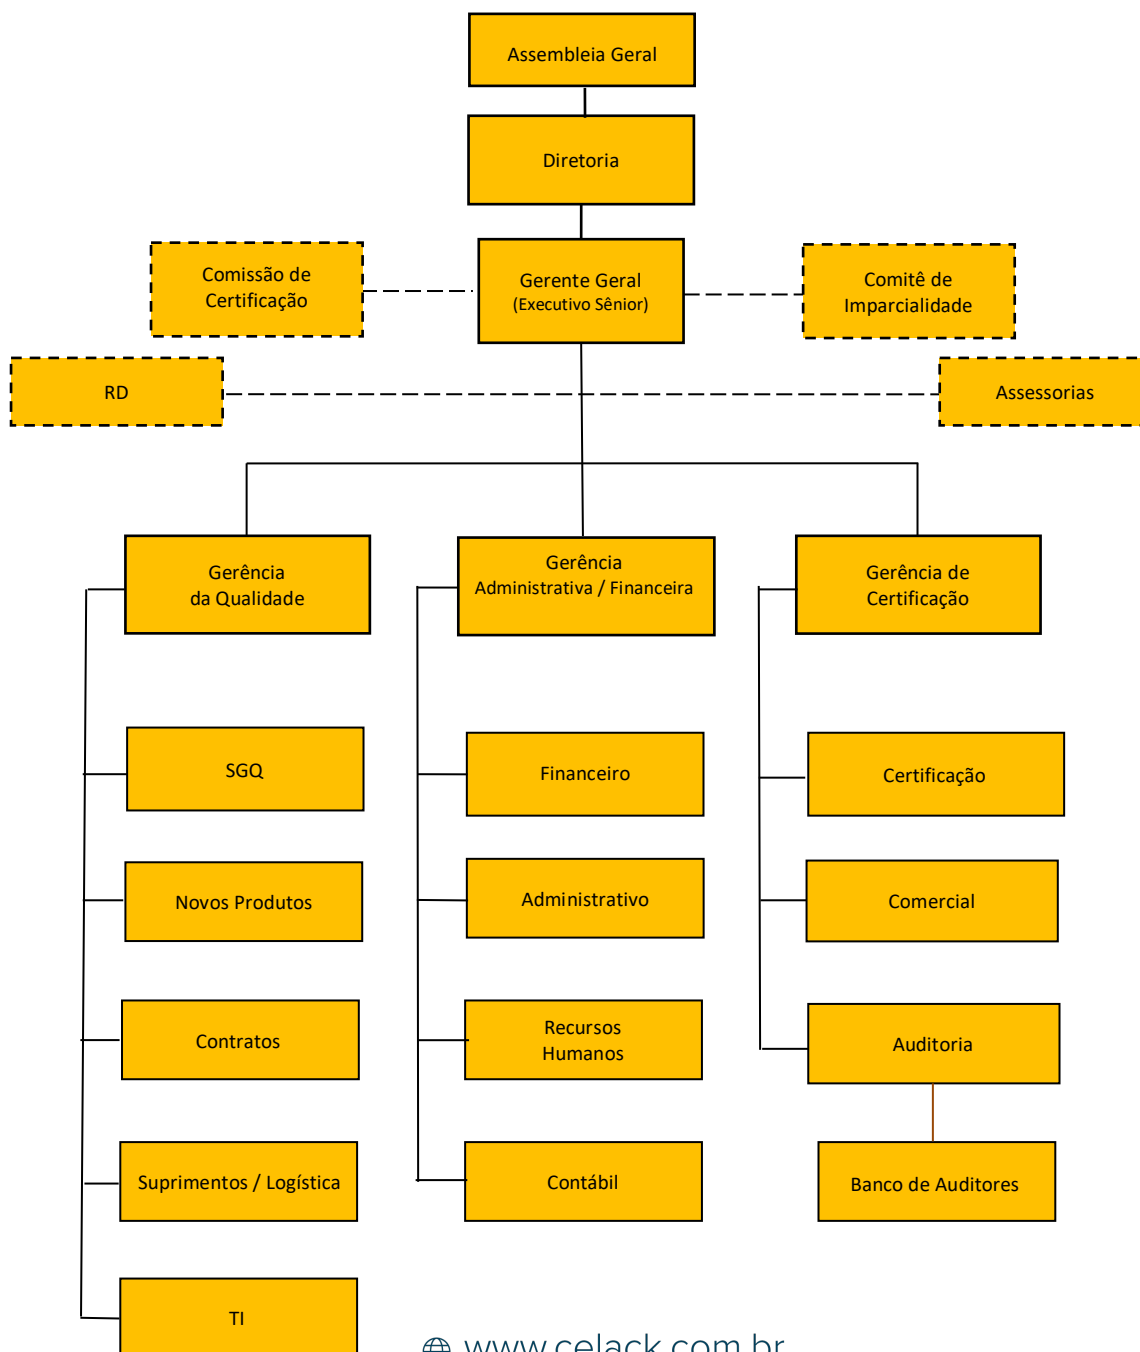 Assembleia Geral
Diretoria
Gerente Geral
(Executivo Sênior)
Comissão de
Certificação
Comitê de
Imparcialidade
RD
Assessorias
Gerência
da Qualidade
Gerência
Administrativa / Financeira
Gerência de
Certificação
SGQ
Financeiro
Certificação
Novos Produtos
Administrativo
Comercial
Contratos
Recursos
Humanos
Auditoria
Suprimentos / Logística
Contábil
Banco de Auditores
TI
www.celack.com.br